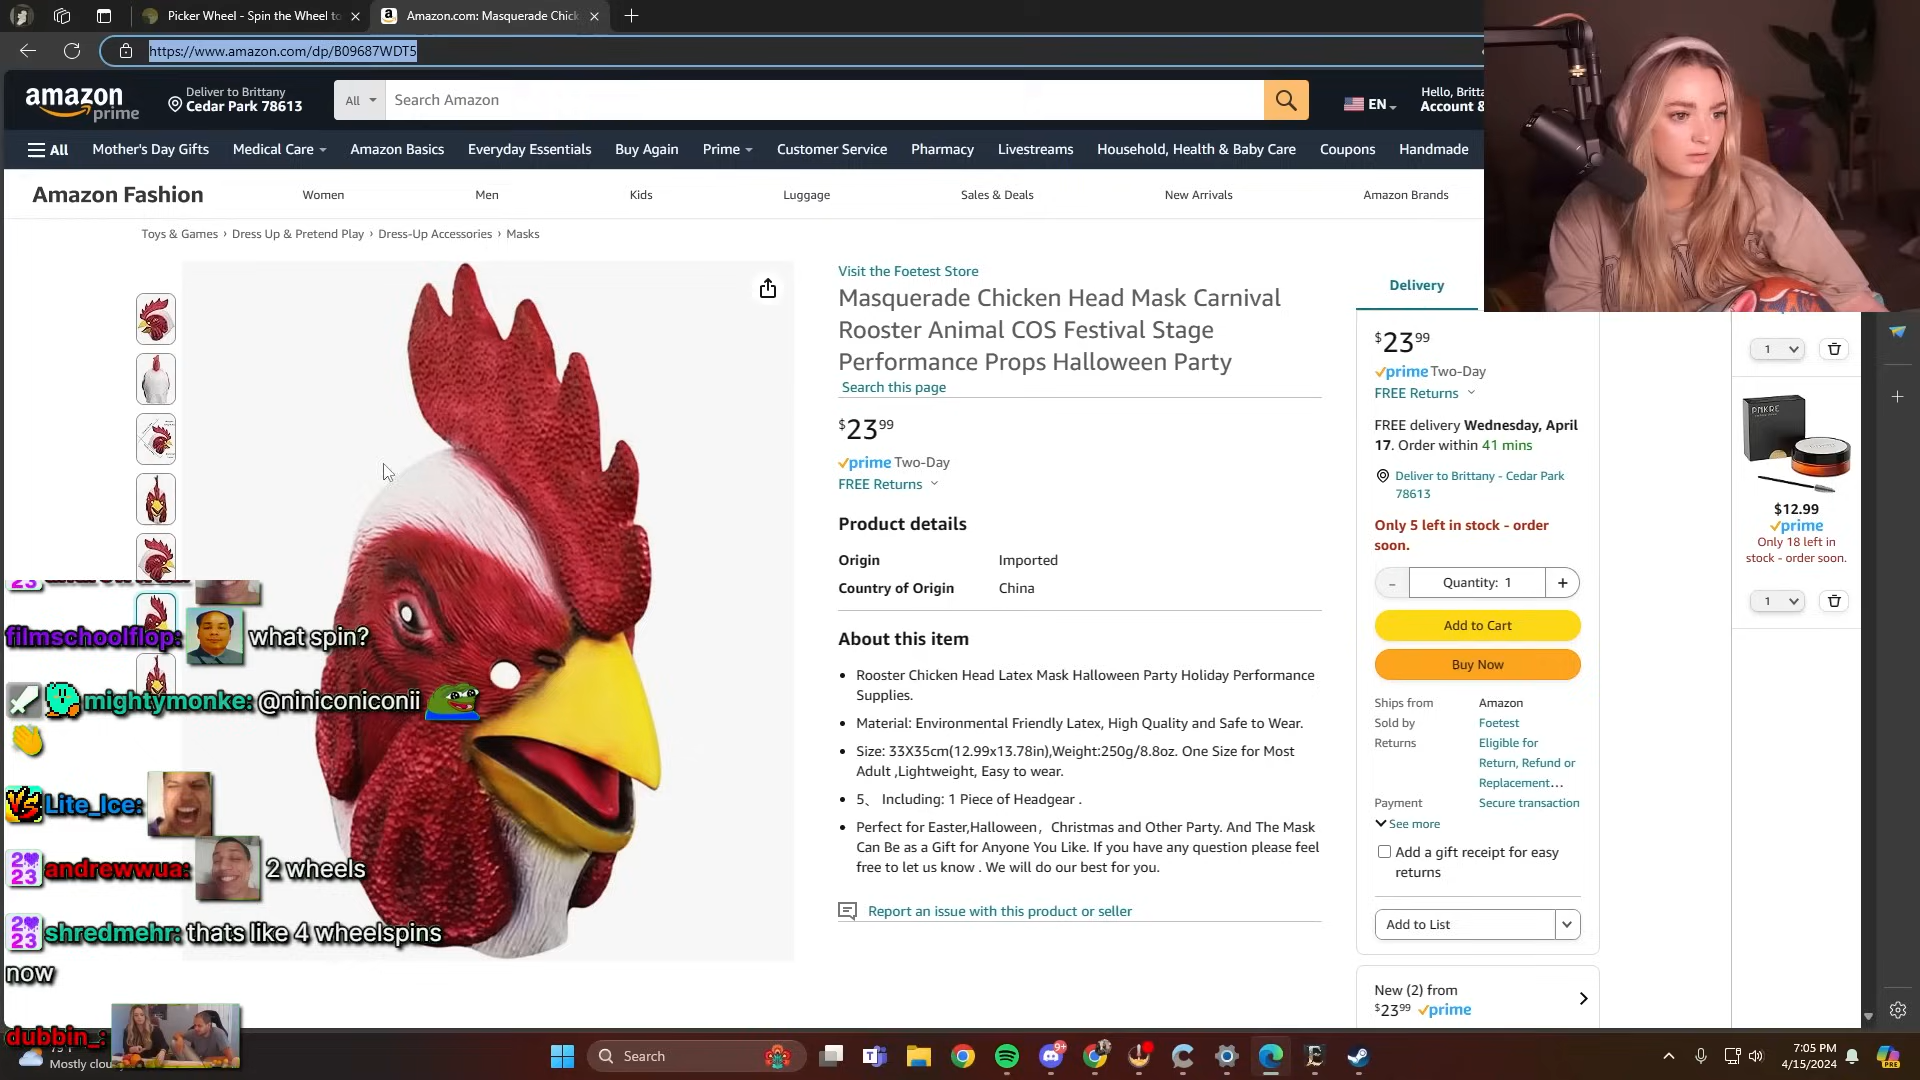 Picker Wheel - Spin the Wheel to
Amazon.com: Masquerade Chick
https://www.amazon.com/dp/B09687WDT5
amazon prime
Deliver to Brittany
Cedar Park 78613
All
Search Amazon
EN
Hello, Britta
Account &
All
Mother's Day Gifts
Medical Care
Amazon Basics
Everyday Essentials
Buy Again
Prime
Customer Service
Pharmacy
Livestreams
Household, Health & Baby Care
Coupons
Handmade
Amazon Fashion
Women
Men
Kids
Luggage
Sales & Deals
New Arrivals
Amazon Brands
Toys & Games › Dress Up & Pretend Play › Dress-Up Accessories › Masks
Visit the Foetest Store
Masquerade Chicken Head Mask Carnival
Rooster Animal COS Festival Stage
Performance Props Halloween Party
Search this page
$23 99
prime Two-Day
FREE Returns
Product details
Origin Imported
Country of Origin China
About this item
• Rooster Chicken Head Latex Mask Halloween Party Holiday Performance
Supplies.
• Material: Environmental Friendly Latex, High Quality and Safe to Wear.
• Size: 33X35cm(12.99x13.78in),Weight:250g/8.8oz. One Size for Most
Adult ,Lightweight, Easy to wear.
• 5、 Including: 1 Piece of Headgear .
• Perfect for Easter,Halloween，Christmas and Other Party. And The Mask
Can Be as a Gift for Anyone You Like. If you have any question please feel
free to let us know . We will do our best for you.
Report an issue with this product or seller
Delivery
$23 99
prime Two-Day
FREE Returns
FREE delivery Wednesday, April
17. Order within 41 mins
Deliver to Brittany - Cedar Park
78613
Only 5 left in stock - order
soon.
- Quantity: 1 +
Add to Cart
Buy Now
Ships from Amazon
Sold by Foetest
Returns Eligible for
Return, Refund or
Replacement…
Payment Secure transaction
See more
Add a gift receipt for easy
returns
Add to List
New (2) from
$23 99 prime
1
PNKRE
$12.99
prime
Only 18 left in
stock - order soon.
1
23
filmschoolflop: what spin?
mightymonke: @niniconiconii
VS Lite_Ice:
2 23 andrewwua: 2 wheels
2 23 shredmehr: thats like 4 wheelspins
now
dubbin_:
Mostly clou
Search
9+
7:05 PM
4/15/2024
PRE